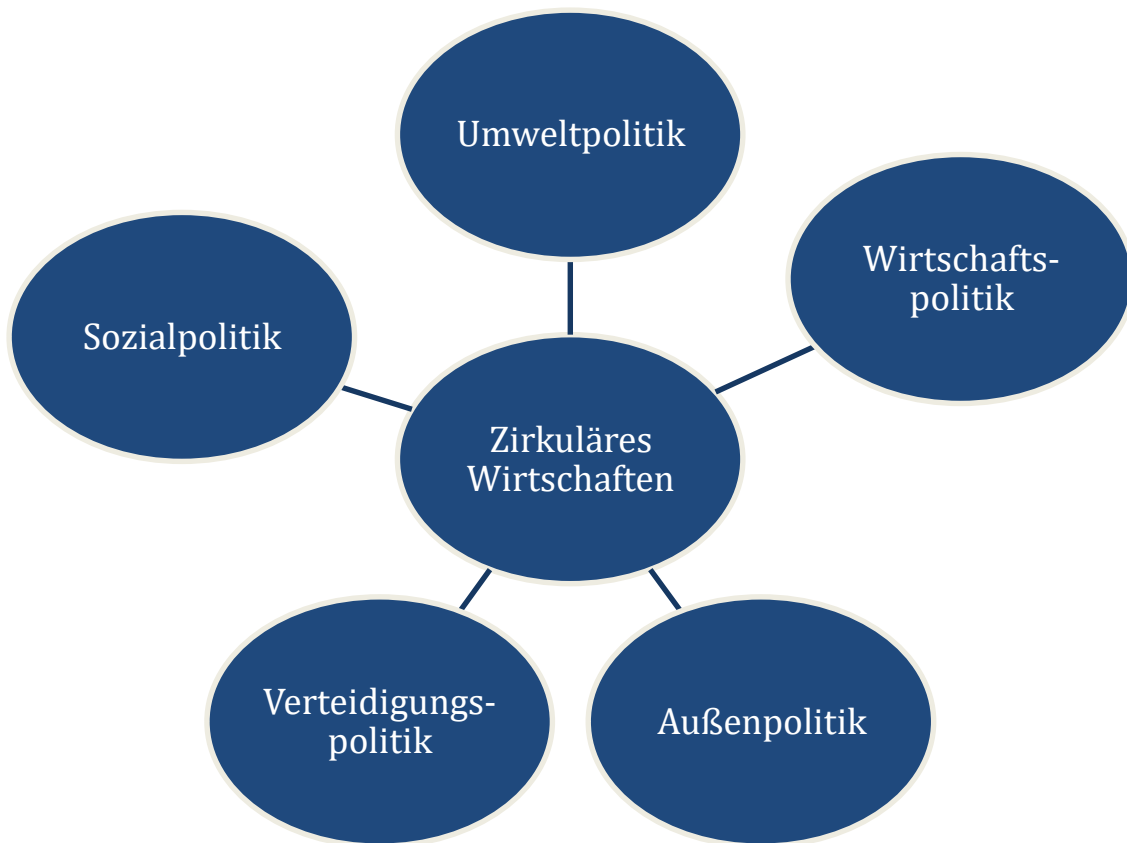 Umweltpolitik
Wirtschafts-
politik
Sozialpolitik
Zirkuläres
Wirtschaften
Verteidigungs-
politik
Außenpolitik